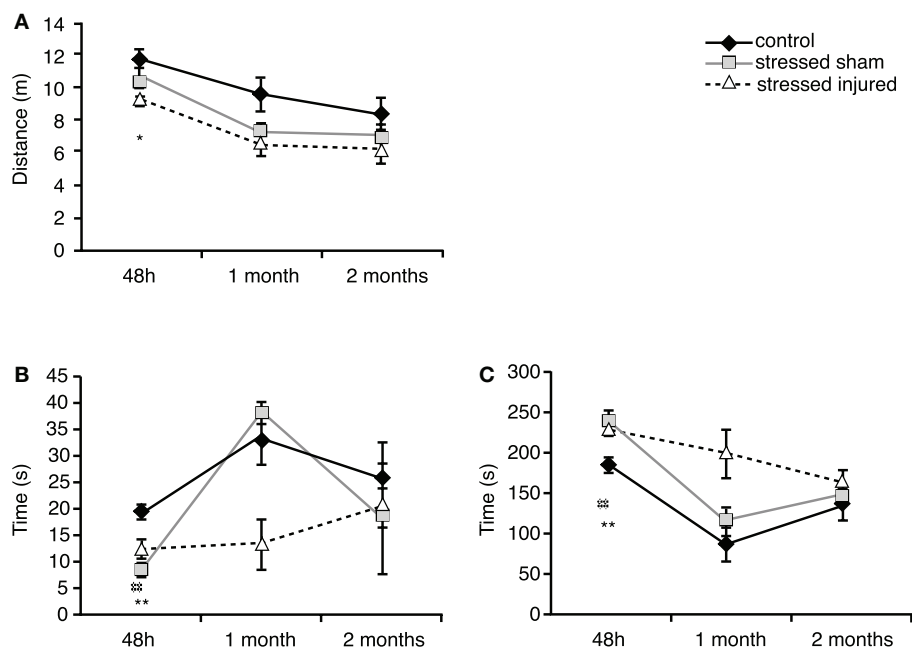 A
14
12
10
8
6
4
2
0
Distance (m)
*
48h
1 month
2 months
control
stressed sham
stressed injured
B
45
40
35
30
25
20
15
10
5
0
Time (s)
**
48h
1 month
2 months
C
300
250
200
150
100
50
0
Time (s)
**
48h
1 month
2 months